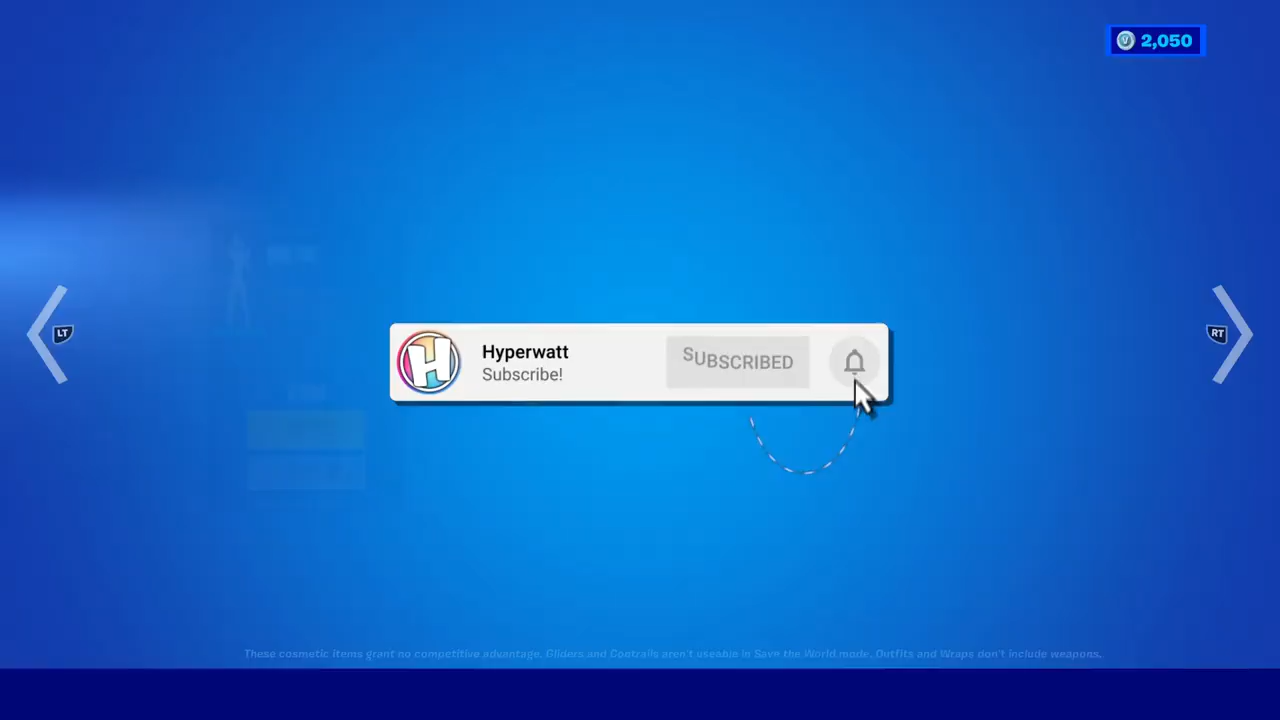 2,050
LT
RT
H
Hyperwatt
Subscribe!
SUBSCRIBED
These cosmetic items grant no competitive advantage. Gliders and Contrails aren't useable in Save the World mode. Outfits and Wraps don't include weapons.